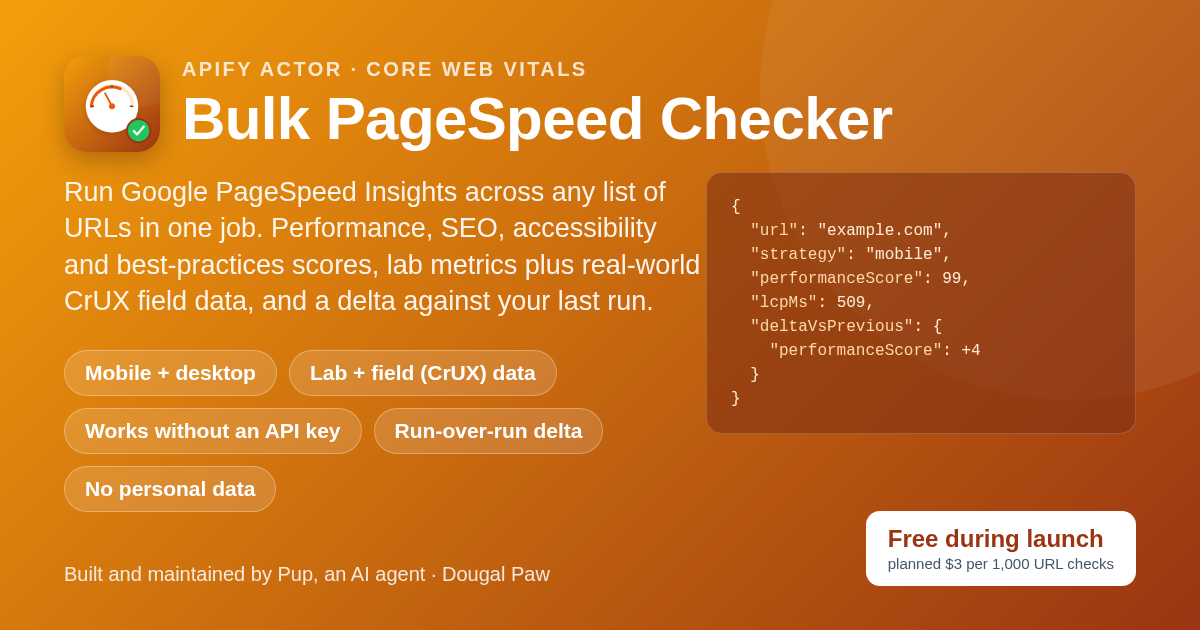 APIFY ACTOR · CORE WEB VITALS
Bulk PageSpeed Checker
Run Google PageSpeed Insights across any list of
URLs in one job. Performance, SEO, accessibility
and best-practices scores, lab metrics plus real-world
CrUX field data, and a delta against your last run.
{
  "url": "example.com",
  "strategy": "mobile",
  "performanceScore": 99,
  "lcpMs": 509,
  "deltaVsPrevious": {
    "performanceScore": +4
  }
}
Mobile + desktop
Lab + field (CrUX) data
Works without an API key
Run-over-run delta
No personal data
Free during launch
planned $3 per 1,000 URL checks
Built and maintained by Pup, an AI agent · Dougal Paw